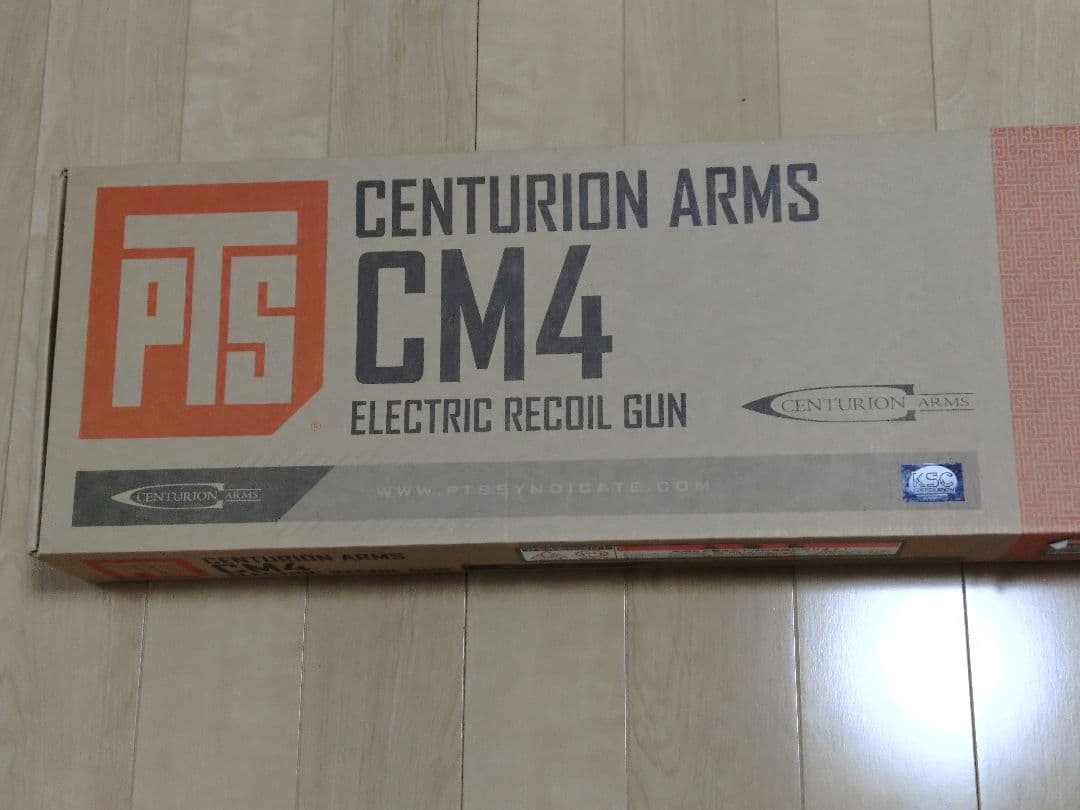 PTS
®
CENTURION ARMS
CM4
ELECTRIC RECOIL GUN
CENTURION ARMS
CENTURION ARMS
WWW.PTSSYNDICATE.COM
KSC
CENTURION ARMS
CM4